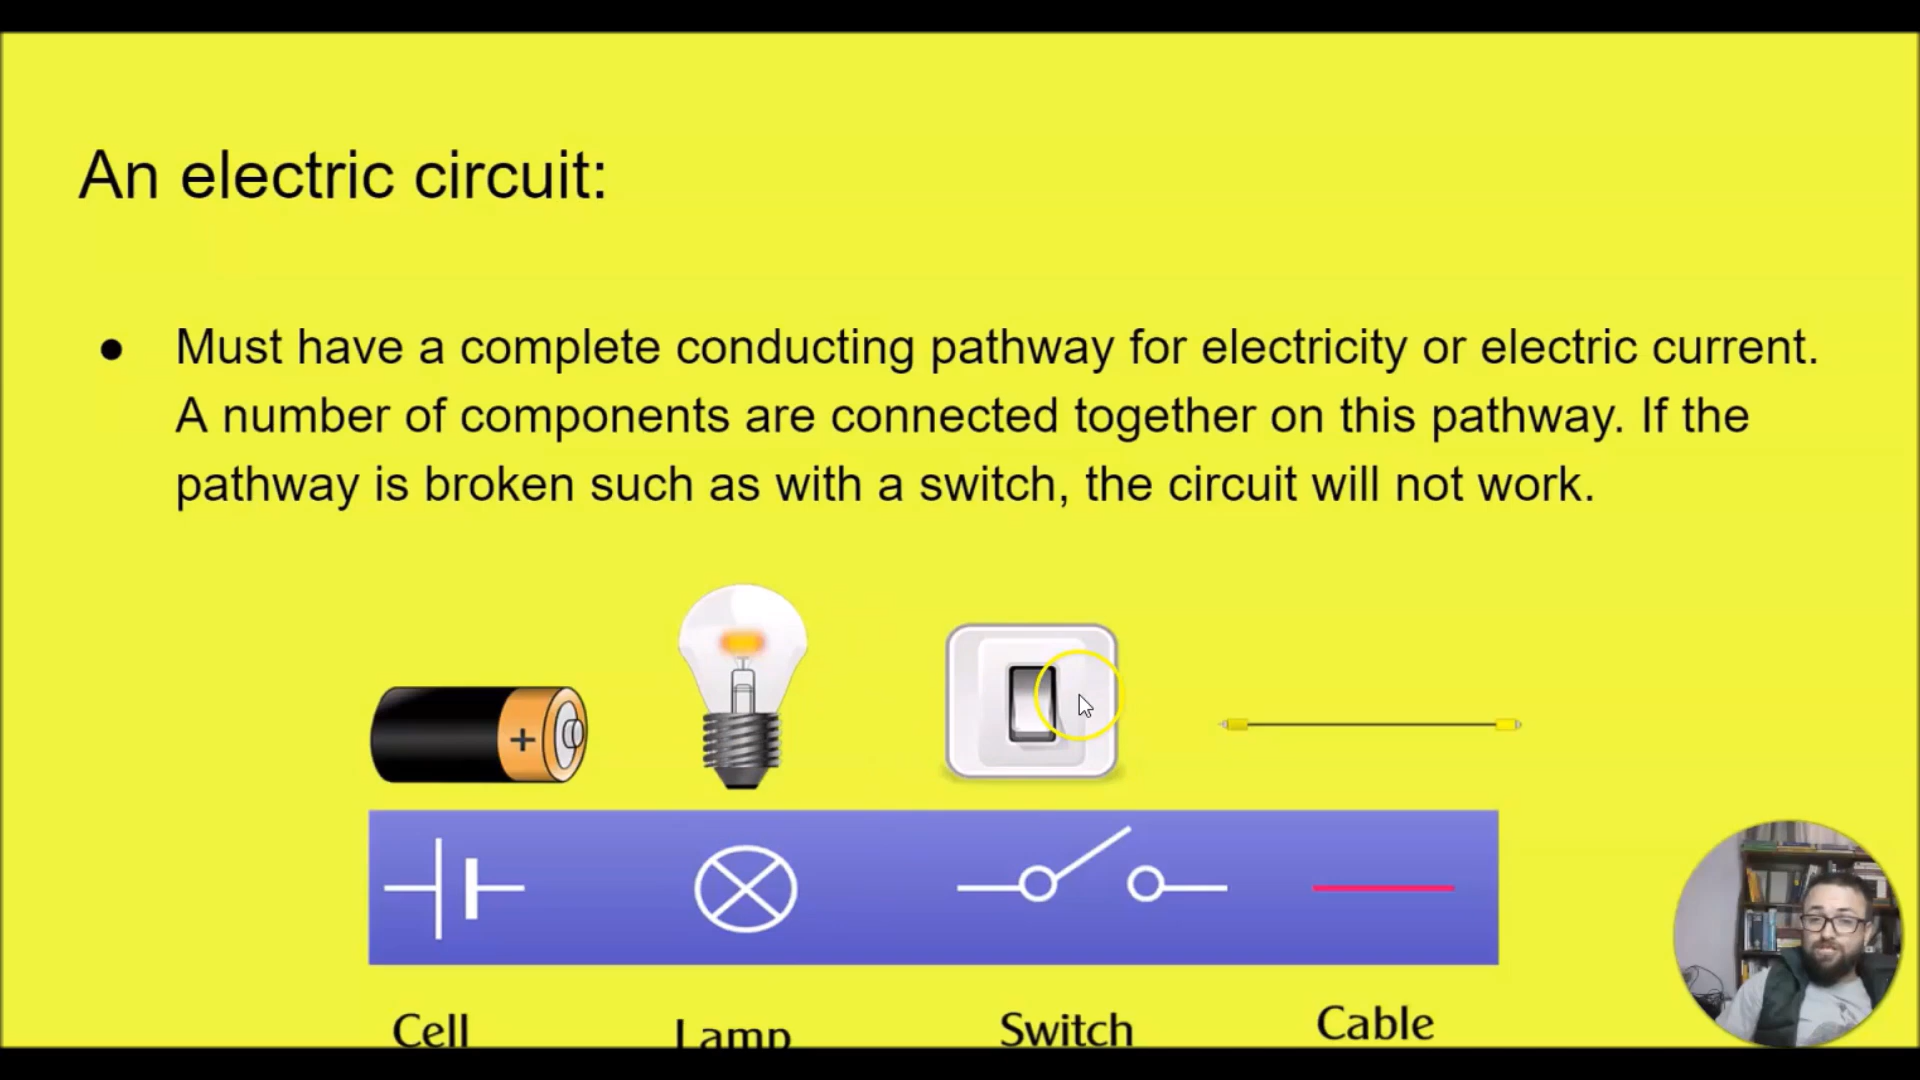 An electric circuit:
● Must have a complete conducting pathway for electricity or electric current.
A number of components are connected together on this pathway. If the
pathway is broken such as with a switch, the circuit will not work.
+
Cell Lamp Switch Cable